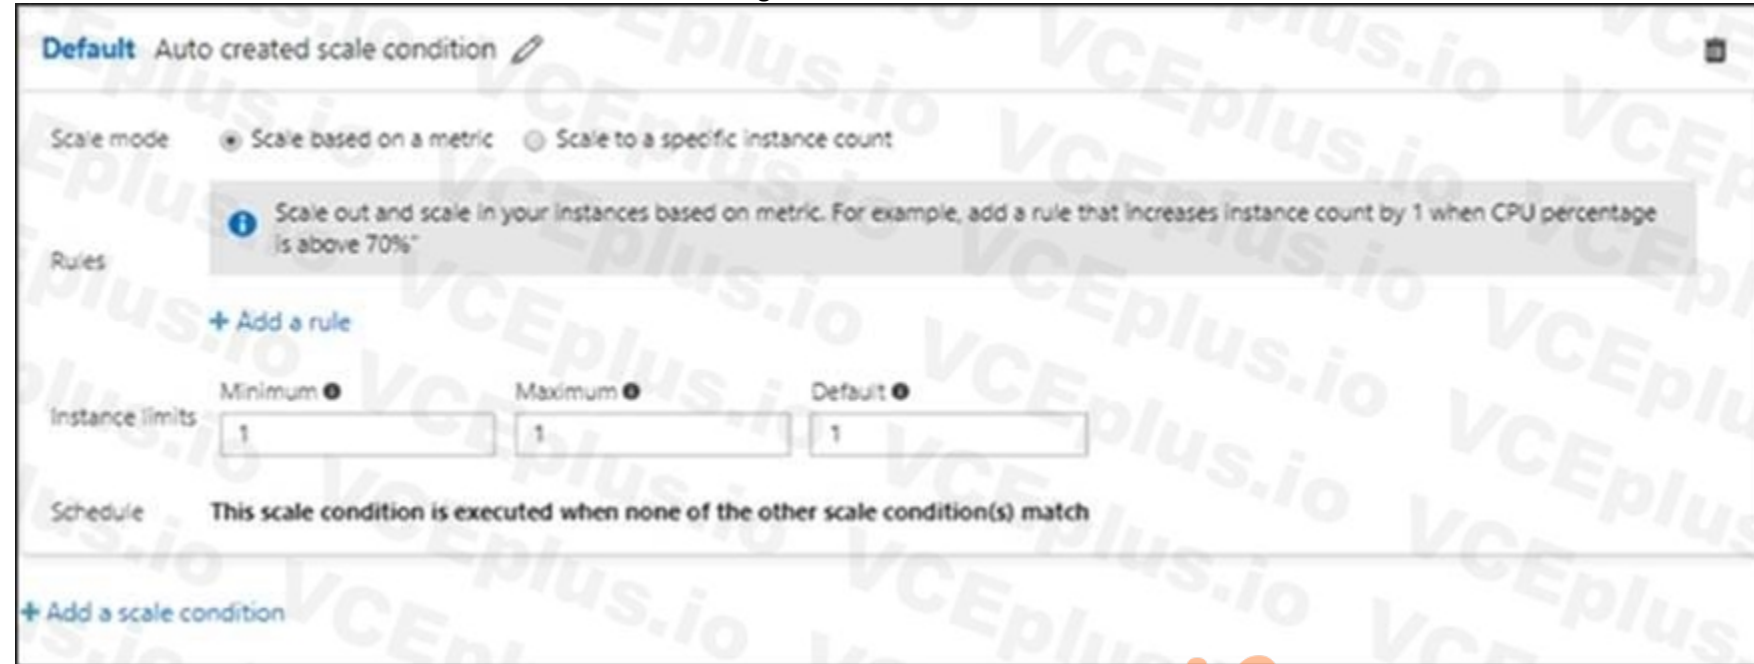 Default Auto created scale condition
Scale mode Scale based on a metric Scale to a specific instance count
Scale out and scale in your instances based on metric. For example, add a rule that increases instance count by 1 when CPU percentage
is above 70%"
Rules
+ Add a rule
Minimum Maximum Default
Instance limits 1 1 1
Schedule This scale condition is executed when none of the other scale condition(s) match
+ Add a scale condition
VCEplus.io